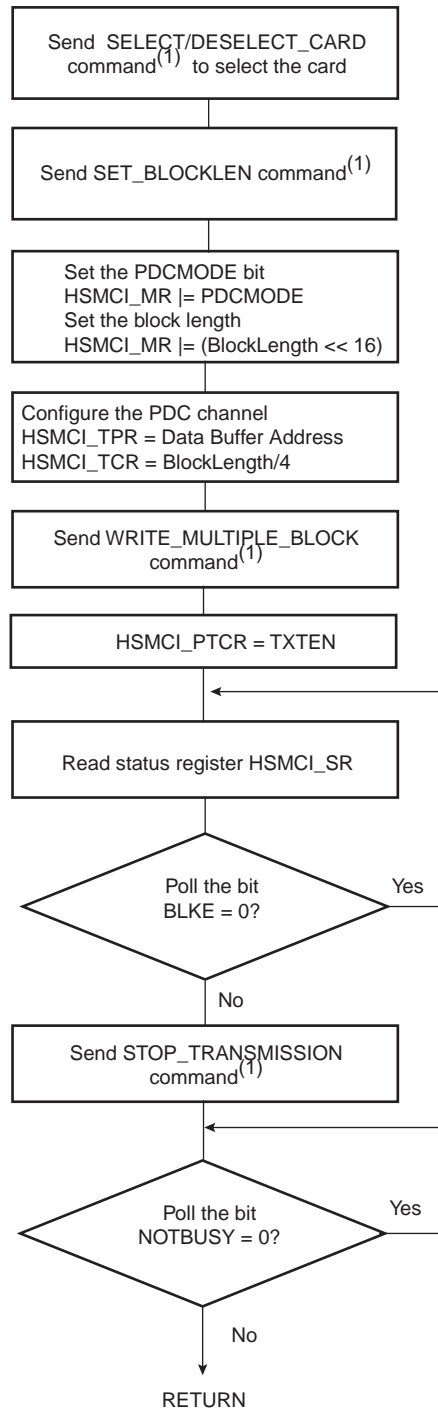 Send SELECT/DESELECT_CARD
command(1) to select the card
Send SET_BLOCKLEN command(1)
Set the PDCMODE bit
HSMCI_MR |= PDCMODE
Set the block length
HSMCI_MR |= (BlockLength << 16)
Configure the PDC channel
HSMCI_TPR = Data Buffer Address
HSMCI_TCR = BlockLength/4
Send WRITE_MULTIPLE_BLOCK
command(1)
HSMCI_PTCR = TXTEN
Read status register HSMCI_SR
Poll the bit
BLKE = 0?
Yes
No
Send STOP_TRANSMISSION
command(1)
Poll the bit
NOTBUSY = 0?
Yes
No
RETURN